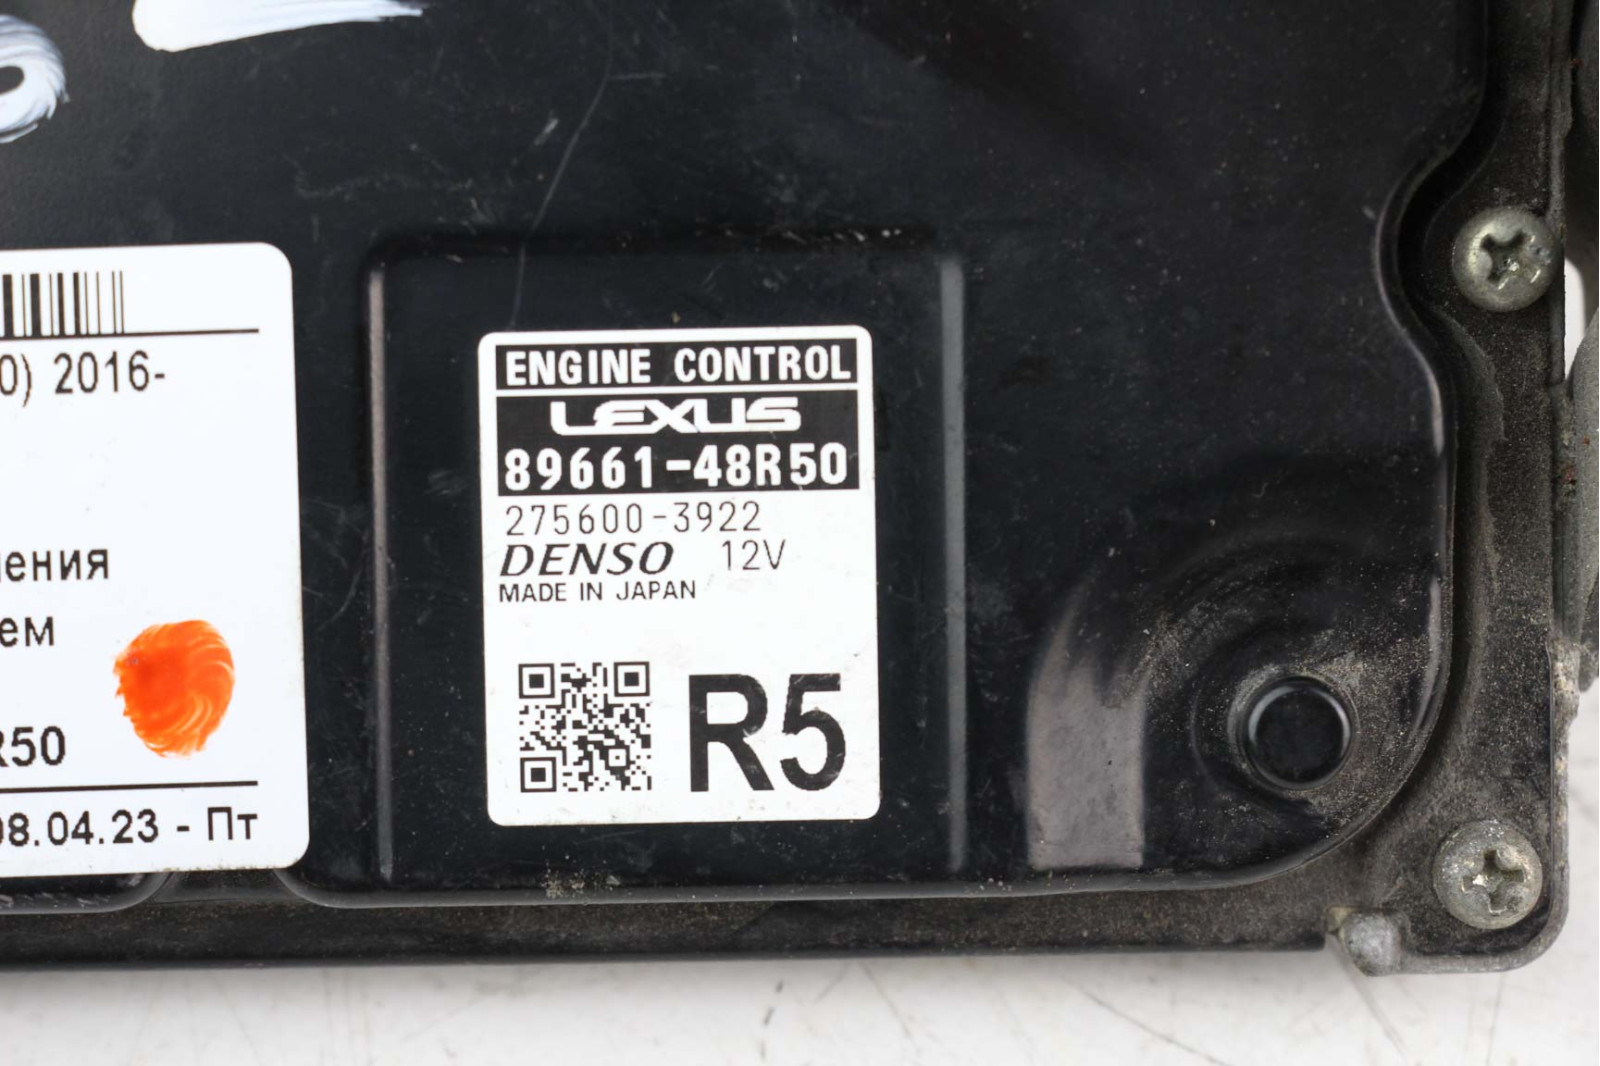 0) 2016-
ления
ем
R50
08.04.23 - Пт
ENGINE CONTROL
LEXUS
89661-48R50
275600-3922
DENSO 12V
MADE IN JAPAN
R5